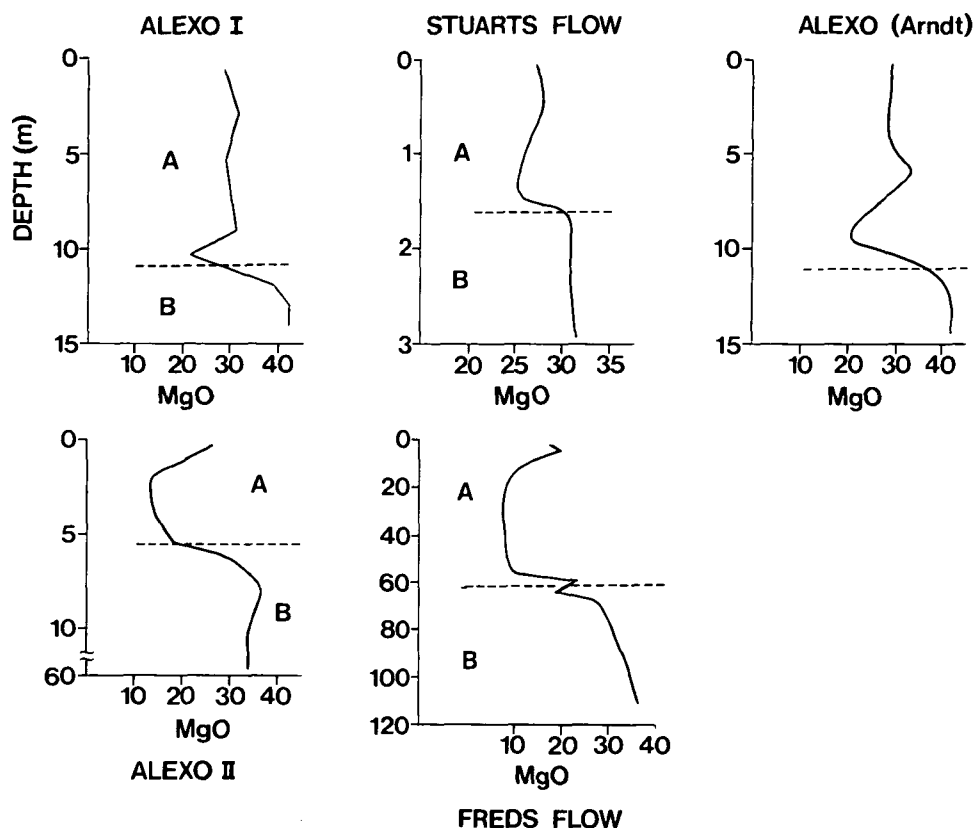 ALEXO I
STUARTS FLOW
ALEXO (Arndt)
DEPTH (m)
0
5
10
15
A
B
10 20 30 40
MgO
0
1
2
3
A
B
20 25 30 35
MgO
0
5
10
15
10 20 30 40
MgO
0
5
10
60
A
B
10 20 30 40
MgO
ALEXO II
0
20
40
60
80
100
120
A
B
10 20 30 40
MgO
FREDS FLOW